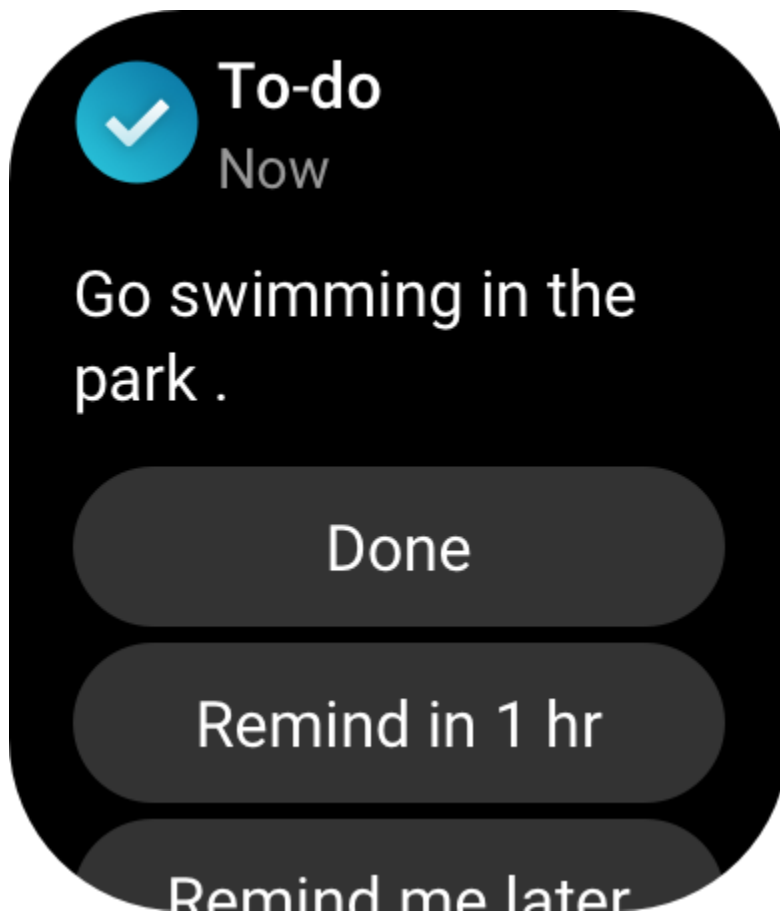 To-do
Now
Go swimming in the
park .
Done
Remind in 1 hr
Remind me later